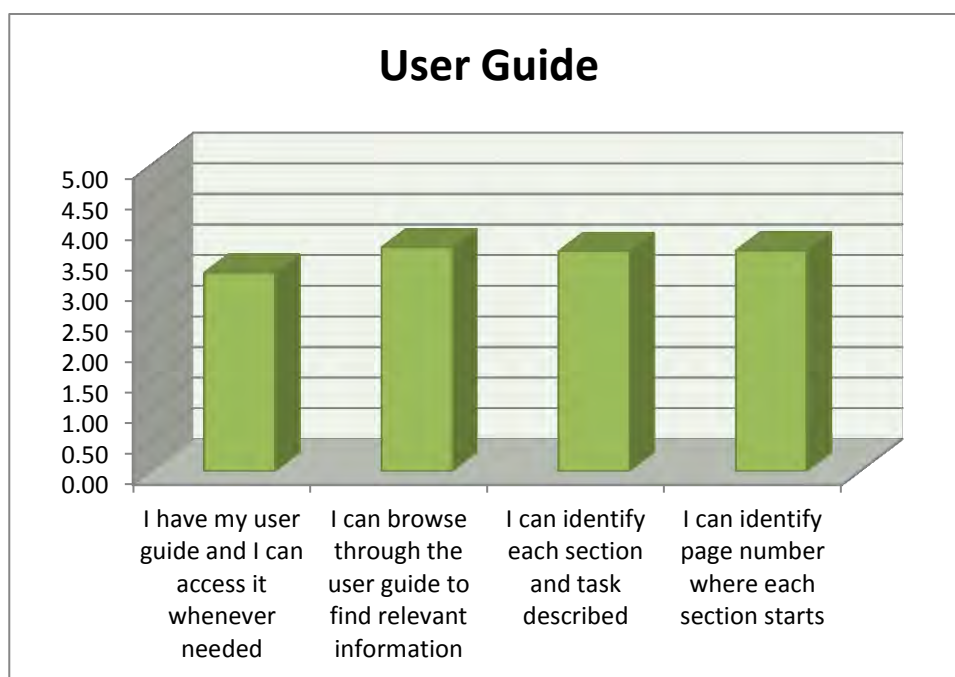 User Guide
5.00
4.50
4.00
3.50
3.00
2.50
2.00
1.50
1.00
0.50
0.00
I have my user
guide and I can
access it
whenever
needed
I can browse
through the
user guide to
find relevant
information
I can identify
each section
and task
described
I can identify
page number
where each
section starts